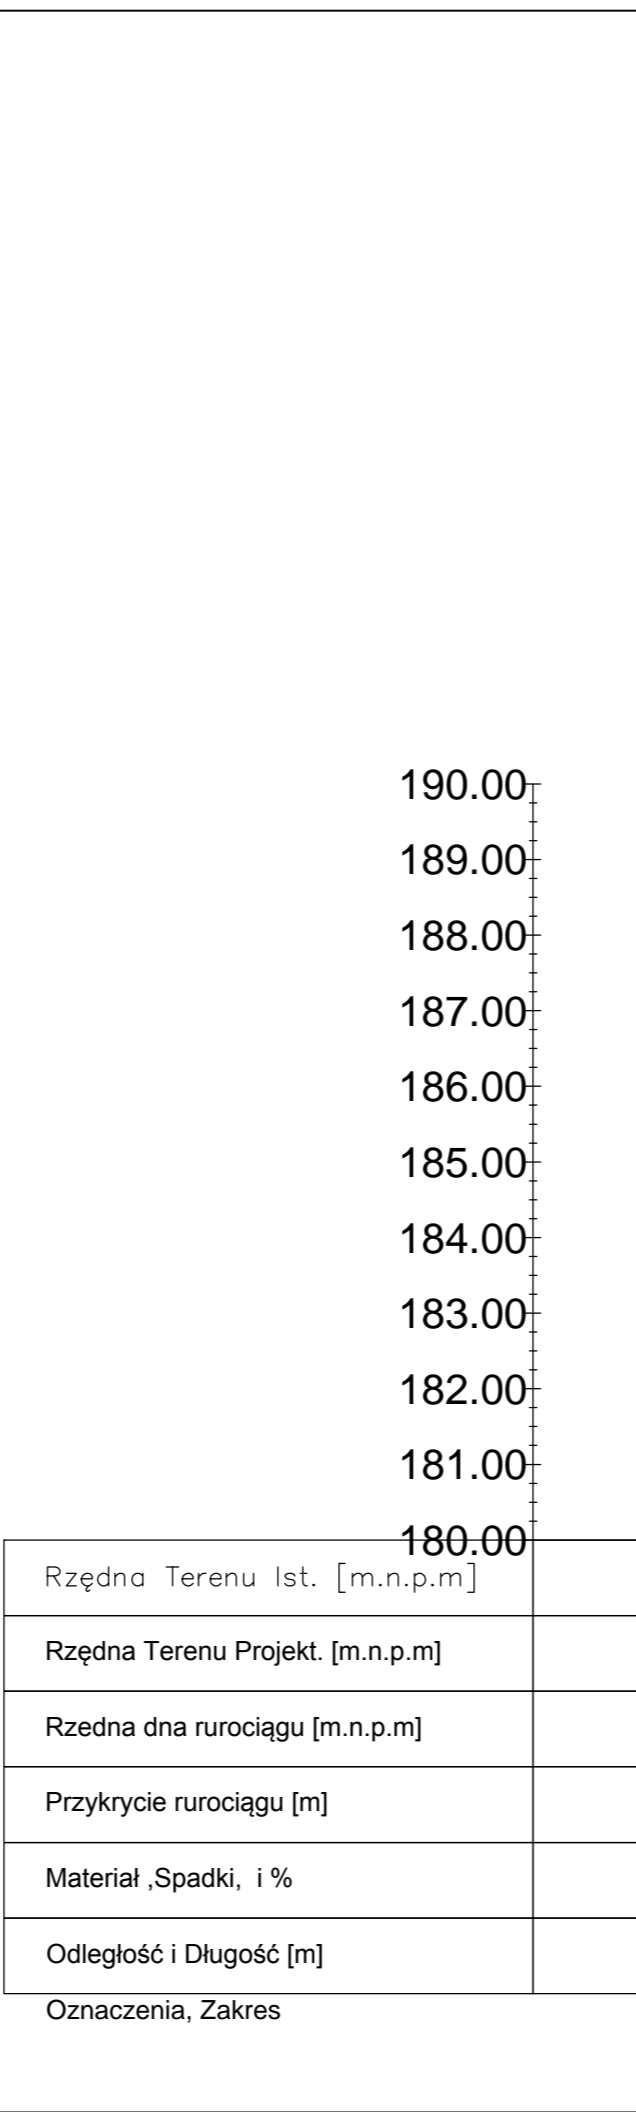 190.00
189.00
188.00
187.00
186.00
185.00
184.00
183.00
182.00
181.00
180.00
Rzędna Terenu Ist. [m.n.p.m]
Rzędna Terenu Projekt. [m.n.p.m]
Rzedna dna rurociągu [m.n.p.m]
Przykrycie rurociągu [m]
Materiał ,Spadki, i %
Odległość i Długość [m]
Oznaczenia, Zakres